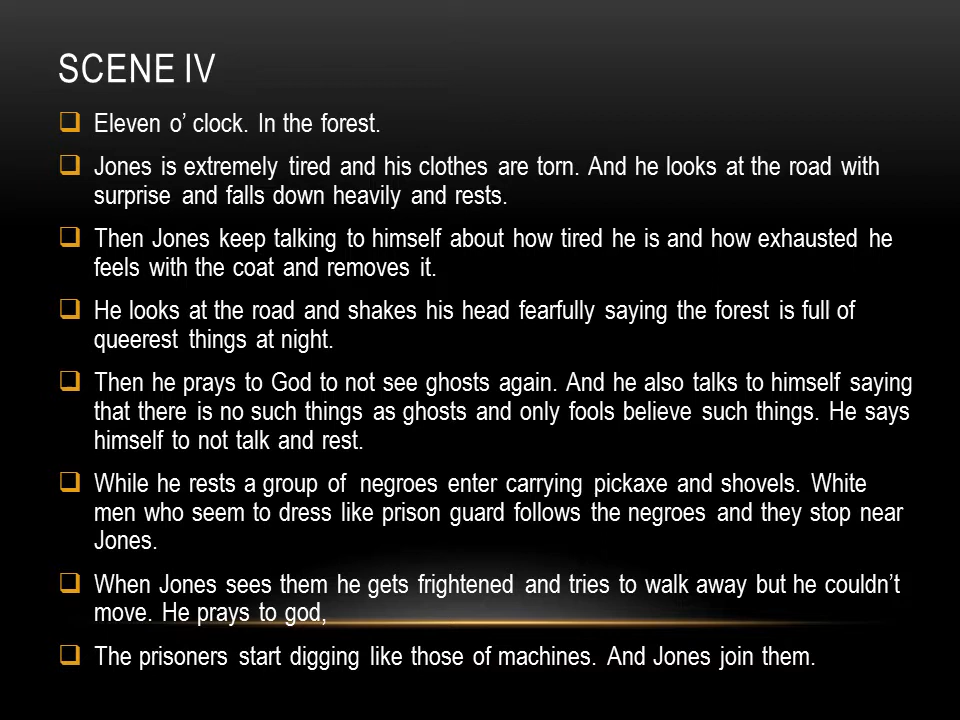 SCENE IV
Eleven o’ clock. In the forest.
Jones is extremely tired and his clothes are torn. And he looks at the road with
surprise and falls down heavily and rests.
Then Jones keep talking to himself about how tired he is and how exhausted he
feels with the coat and removes it.
He looks at the road and shakes his head fearfully saying the forest is full of
queerest things at night.
Then he prays to God to not see ghosts again. And he also talks to himself saying
that there is no such things as ghosts and only fools believe such things. He says
himself to not talk and rest.
While he rests a group of negroes enter carrying pickaxe and shovels. White
men who seem to dress like prison guard follows the negroes and they stop near
Jones.
When Jones sees them he gets frightened and tries to walk away but he couldn’t
move. He prays to god,
The prisoners start digging like those of machines. And Jones join them.